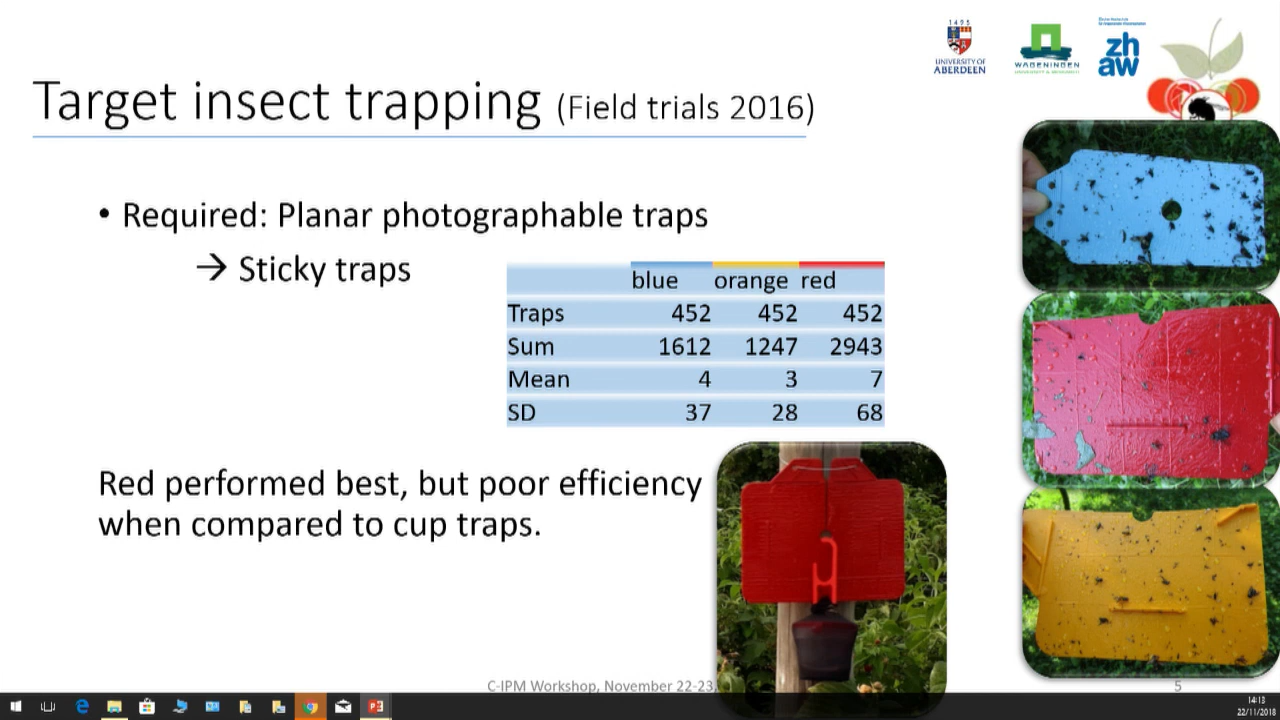 1495
UNIVERSITY OF
ABERDEEN
WAGENINGEN
UNIVERSITY & RESEARCH
zh
aw
Target insect trapping (Field trials 2016)
• Required: Planar photographable traps
→ Sticky traps
blue orange red
Traps 452 452 452
Sum 1612 1247 2943
Mean 4 3 7
SD 37 28 68
Red performed best, but poor efficiency
when compared to cup traps.
C-IPM Workshop, November 22-23,
5
14:13
22/11/2018